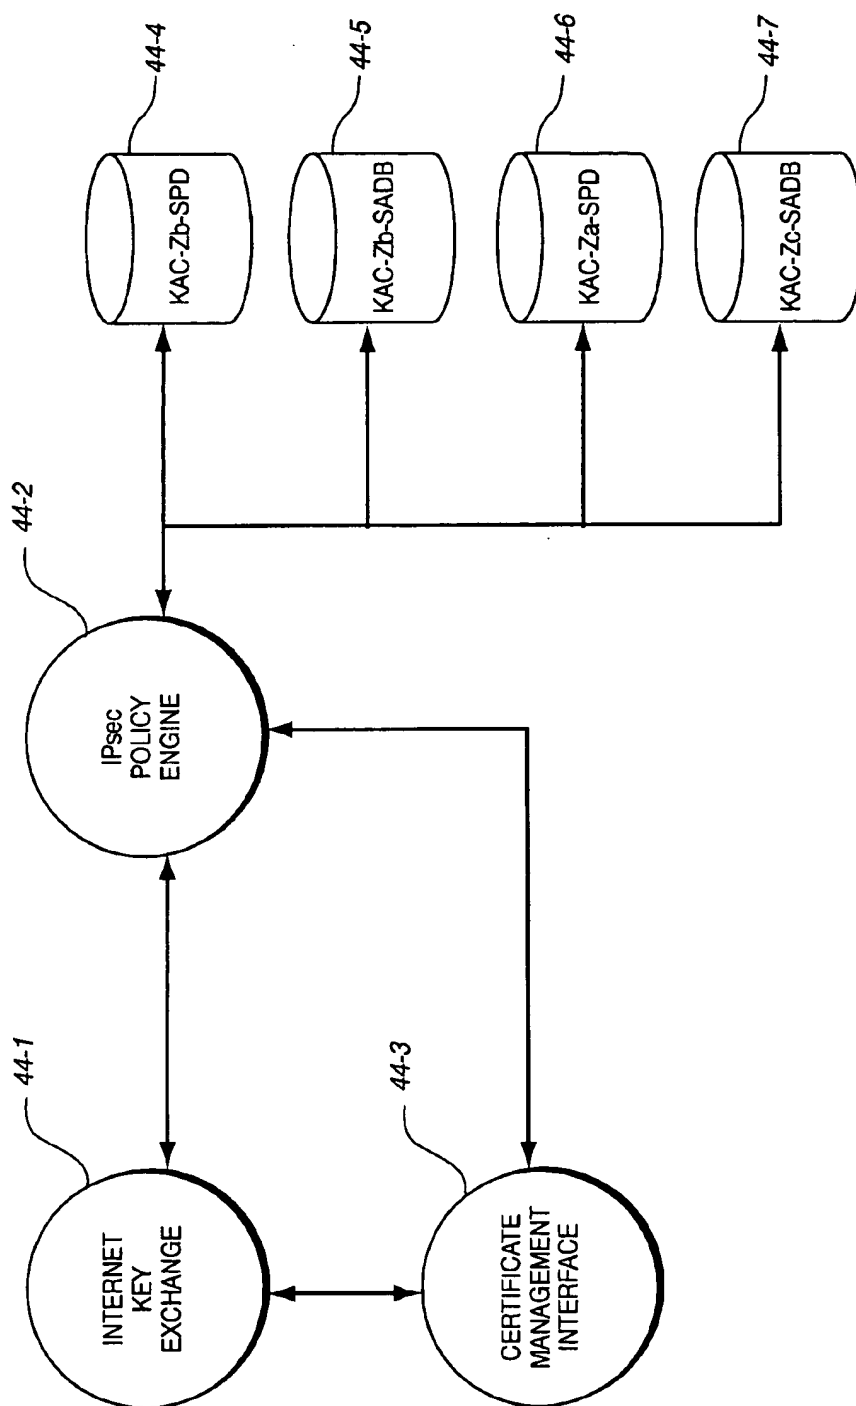 44-1
INTERNET
KEY
EXCHANGE
44-2
IPsec
POLICY
ENGINE
44-3
CERTIFICATE
MANAGEMENT
INTERFACE
44-4
KAC-Zb-SPD
44-5
KAC-Zb-SADB
44-6
KAC-Za-SPD
44-7
KAC-Zc-SADB